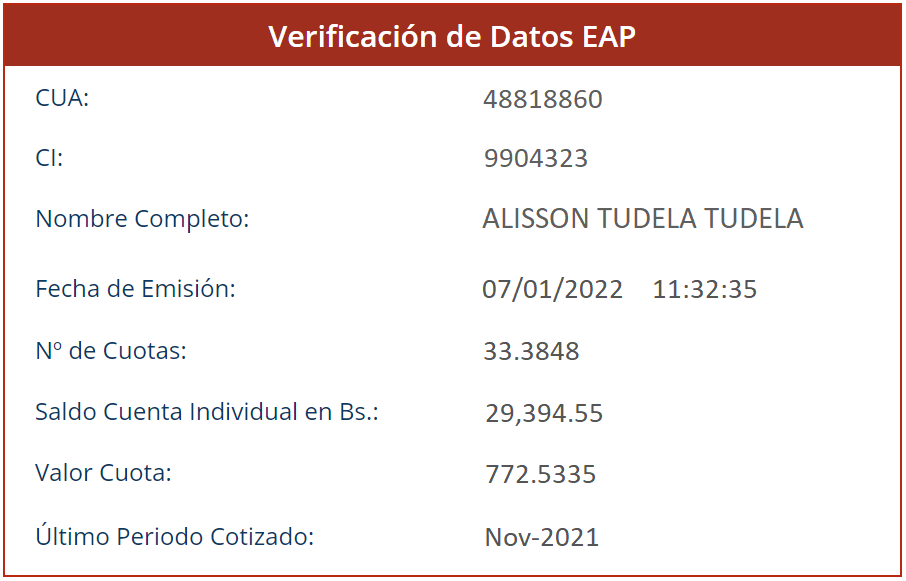 Verificación de Datos EAP
CUA: 48818860
CI: 9904323
Nombre Completo: ALISSON TUDELA TUDELA
Fecha de Emisión: 07/01/2022 11:32:35
Nº de Cuotas: 33.3848
Saldo Cuenta Individual en Bs.: 29,394.55
Valor Cuota: 772.5335
Último Periodo Cotizado: Nov-2021